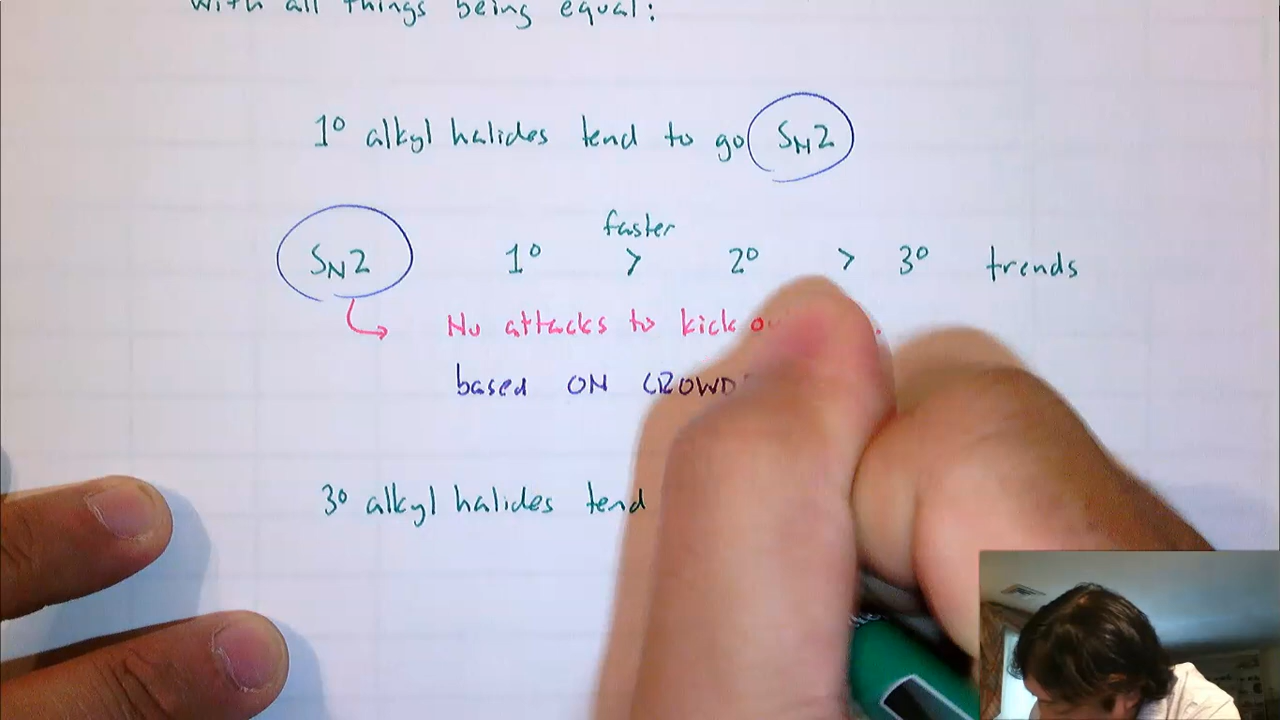 With all things being equal:
1° alkyl halides tend to go SN2
faster
SN2 1° > 2° > 3° trends
Nu attacks to kick
based ON
3° alkyl halides tend